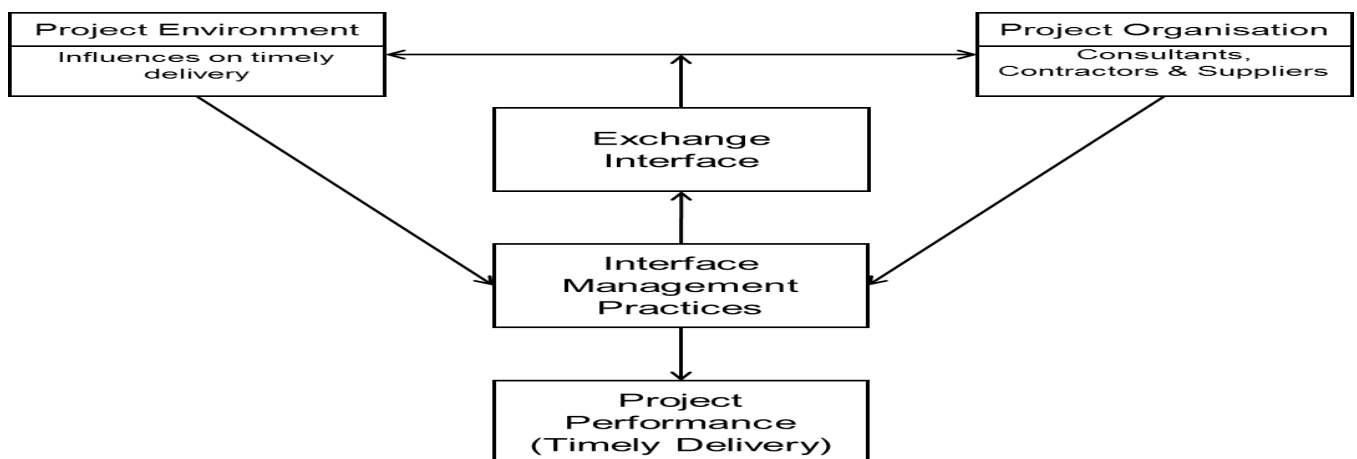 Project Environment
Influences on timely
delivery
Project Organisation
Consultants,
Contractors & Suppliers
Exchange
Interface
Interface
Management
Practices
Project
Performance
(Timely Delivery)